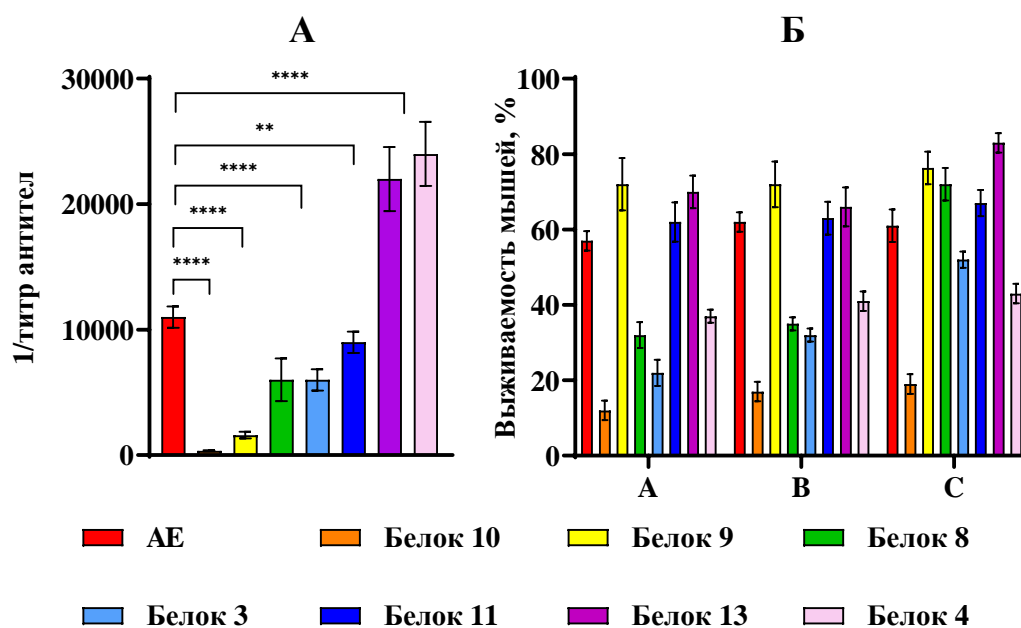 А
Б
30000
20000
10000
0
1/титр антител
****
**
****
****
****
100
80
60
40
20
0
Выживаемость мышей, %
А В С
АЕ Белок 10 Белок 9 Белок 8
Белок 3 Белок 11 Белок 13 Белок 4